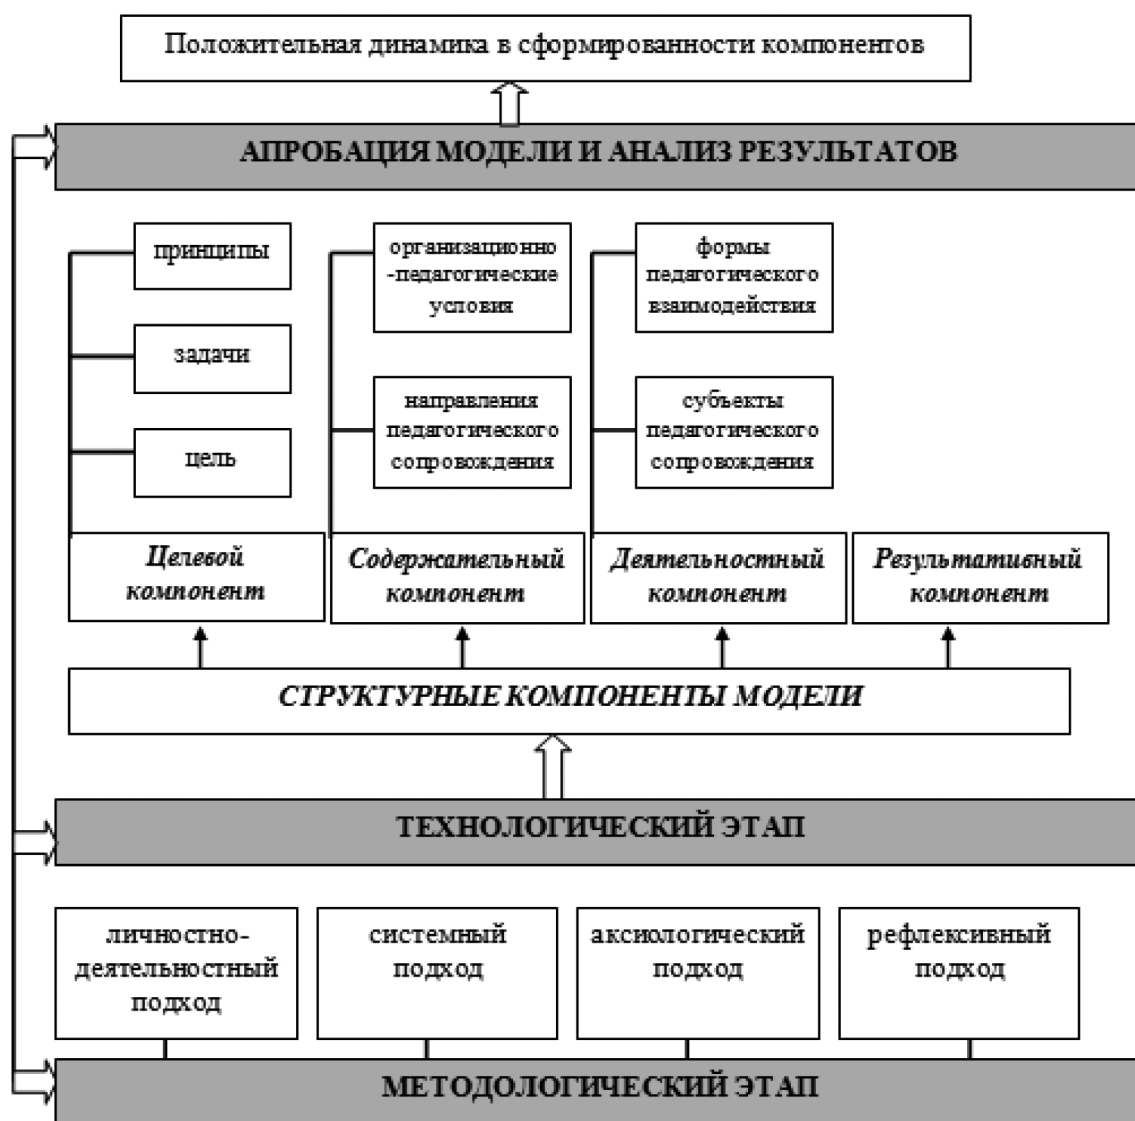 Положительная динамика в сформированности компонентов
АПРОБАЦИЯ МОДЕЛИ И АНАЛИЗ РЕЗУЛЬТАТОВ
принципы
задачи
цель
организационно
-педагогические
условия
направления
педагогического
сопровождения
формы
педагогического
взаимодействия
субъекты
педагогического
сопровождения
Целевой
компонент
Содержательный
компонент
Деятельностный
компонент
Результативный
компонент
СТРУКТУРНЫЕ КОМПОНЕНТЫ МОДЕЛИ
ТЕХНОЛОГИЧЕСКИЙ ЭТАП
личностно-
деятельностный
подход
системный
подход
аксиологический
подход
рефлексивный
подход
МЕТОДОЛОГИЧЕСКИЙ ЭТАП